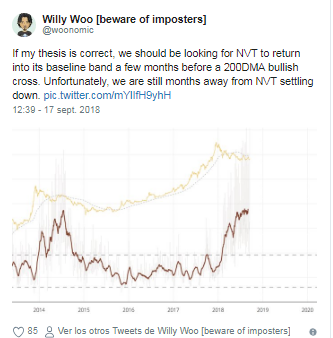 Willy Woo [beware of imposters]
@woonomic
If my thesis is correct, we should be looking for NVT to return
into its baseline band a few months before a 200DMA bullish
cross. Unfortunately, we are still months away from NVT settling
down. pic.twitter.com/mYIlfH9yhH
12:39 - 17 sept. 2018
2014 2015 2016 2017 2018 2019 2020
85 Ver los otros Tweets de Willy Woo [beware of imposters]